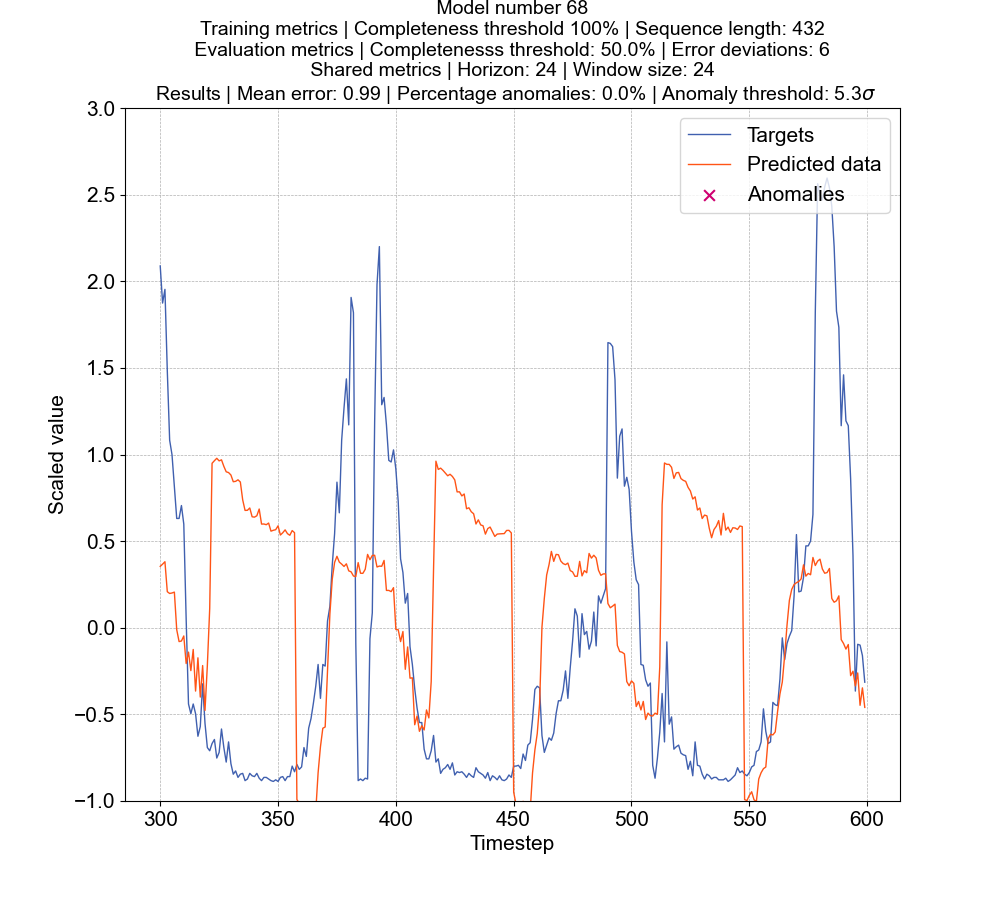 Model number 68
Training metrics | Completeness threshold 100% | Sequence length: 432
Evaluation metrics | Completenesss threshold: 50.0% | Error deviations: 6
Shared metrics | Horizon: 24 | Window size: 24
Results | Mean error: 0.99 | Percentage anomalies: 0.0% | Anomaly threshold: 5.3σ
3.0
2.5
2.0
1.5
1.0
0.5
0.0
−0.5
−1.0
Scaled value
Targets
Predicted data
Anomalies
300 350 400 450 500 550 600
Timestep